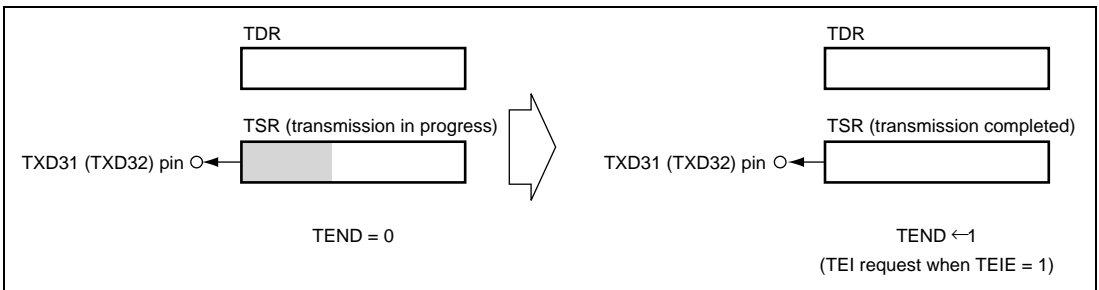 TDR
TSR (transmission in progress)
TXD31 (TXD32) pin
TEND = 0
TDR
TSR (transmission completed)
TXD31 (TXD32) pin
TEND ←1
(TEI request when TEIE = 1)